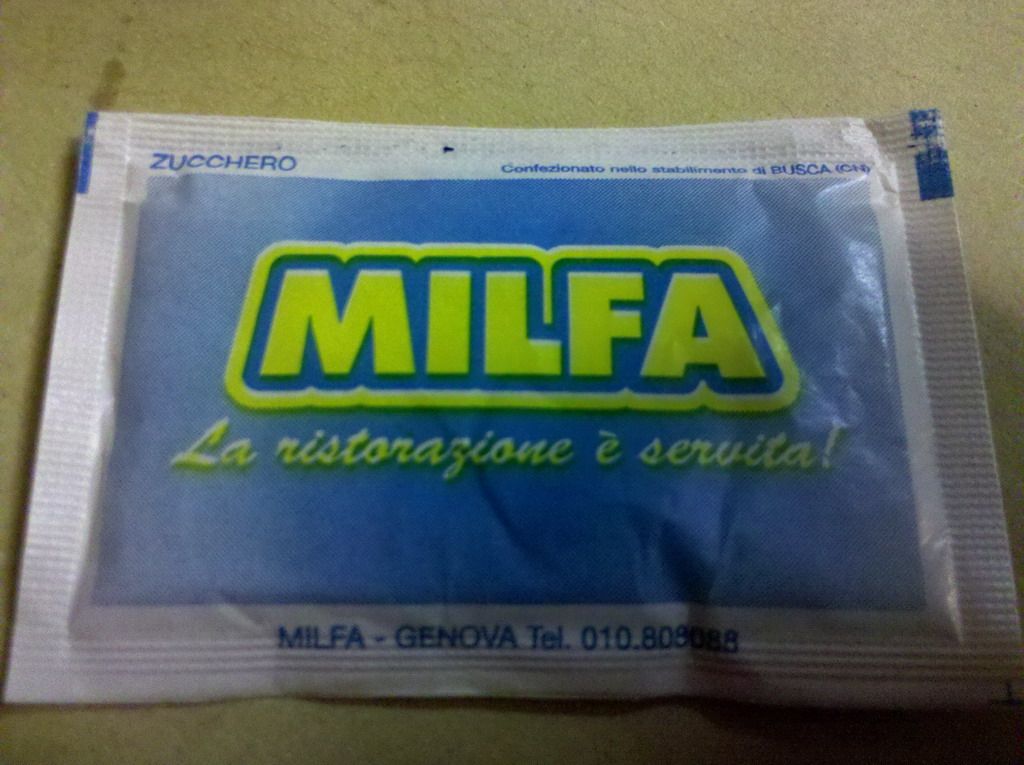 ZUCCHERO
Confezionato nello stabilimento di BUSCA (CN)
MILFA
La ristorazione è servita!
MILFA - GENOVA Tel. 010.808088